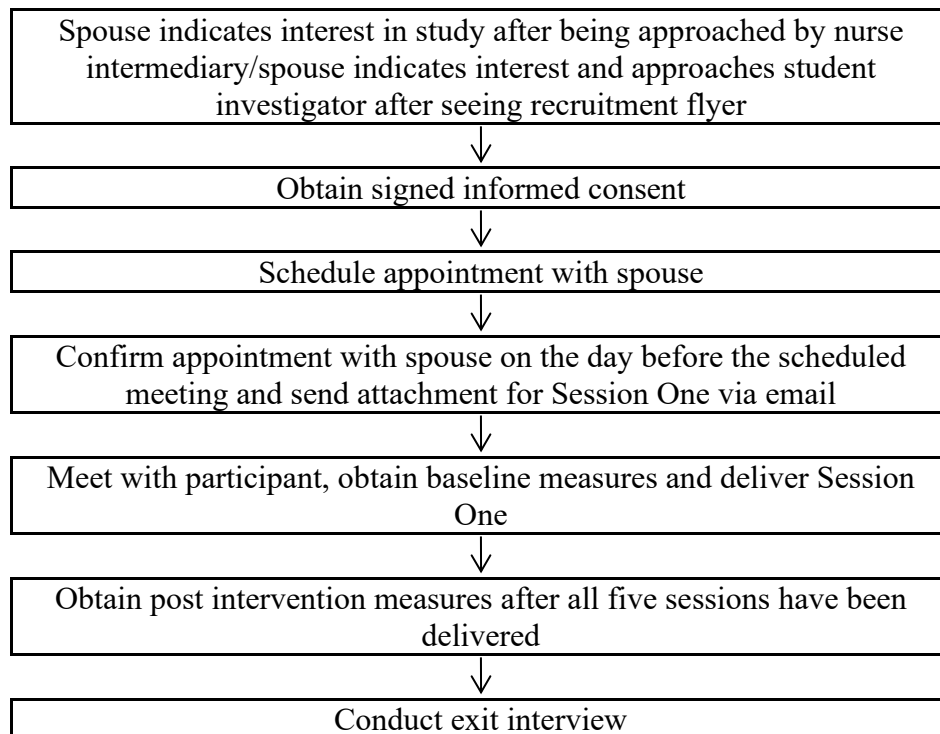 Spouse indicates interest in study after being approached by nurse
intermediary/spouse indicates interest and approaches student
investigator after seeing recruitment flyer
Obtain signed informed consent
Schedule appointment with spouse
Confirm appointment with spouse on the day before the scheduled
meeting and send attachment for Session One via email
Meet with participant, obtain baseline measures and deliver Session
One
Obtain post intervention measures after all five sessions have been
delivered
Conduct exit interview